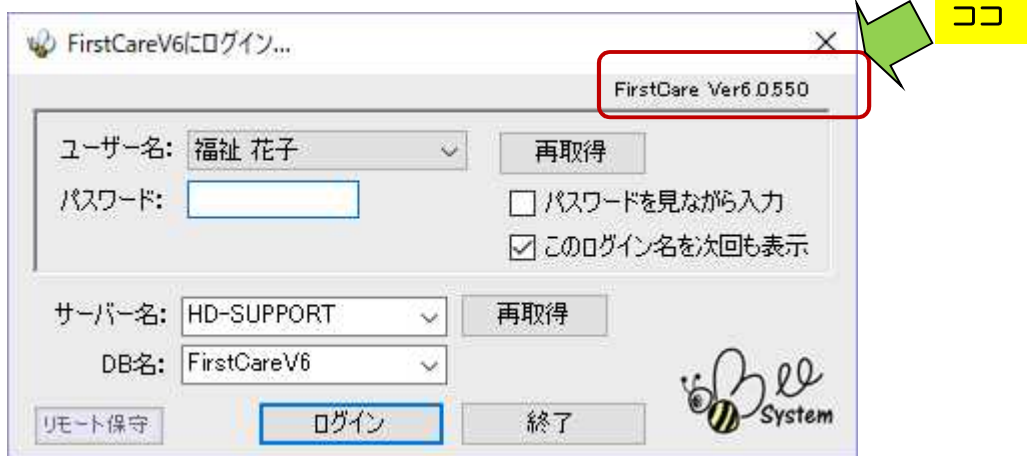 ココ
FirstCareV6にログイン...
FirstCare Ver6.0.550
ユーザー名: 福祉 花子 再取得
パスワード:
パスワードを見ながら入力
このログイン名を次回も表示
サーバー名: HD-SUPPORT 再取得
DB名: FirstCareV6
Bee
System
リモート保守 ログイン 終了